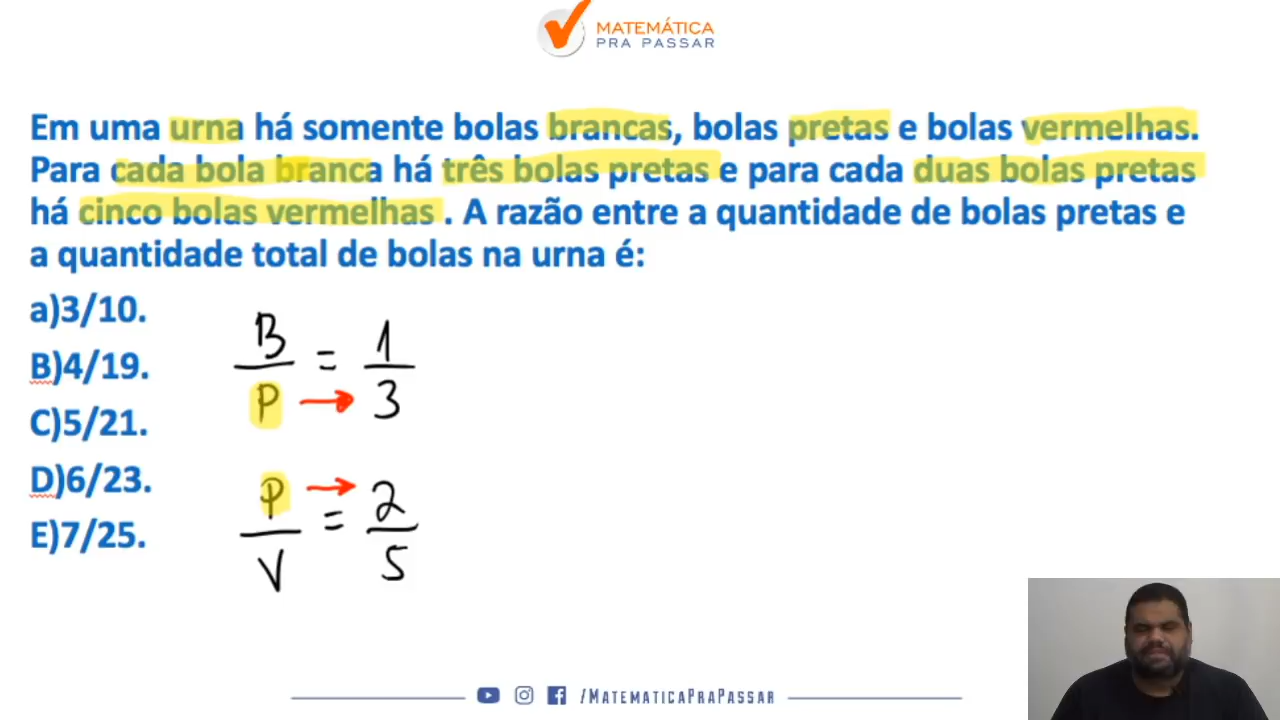 MATEMÁTICA
PRA PASSAR
Em uma urna há somente bolas brancas, bolas pretas e bolas vermelhas.
Para cada bola branca há três bolas pretas e para cada duas bolas pretas
há cinco bolas vermelhas . A razão entre a quantidade de bolas pretas e
a quantidade total de bolas na urna é:
a)3/10.
B)4/19.
C)5/21.
D)6/23.
E)7/25.
B/P = 1/3
P/V = 2/5
/MATEMATICAPRAPASSAR